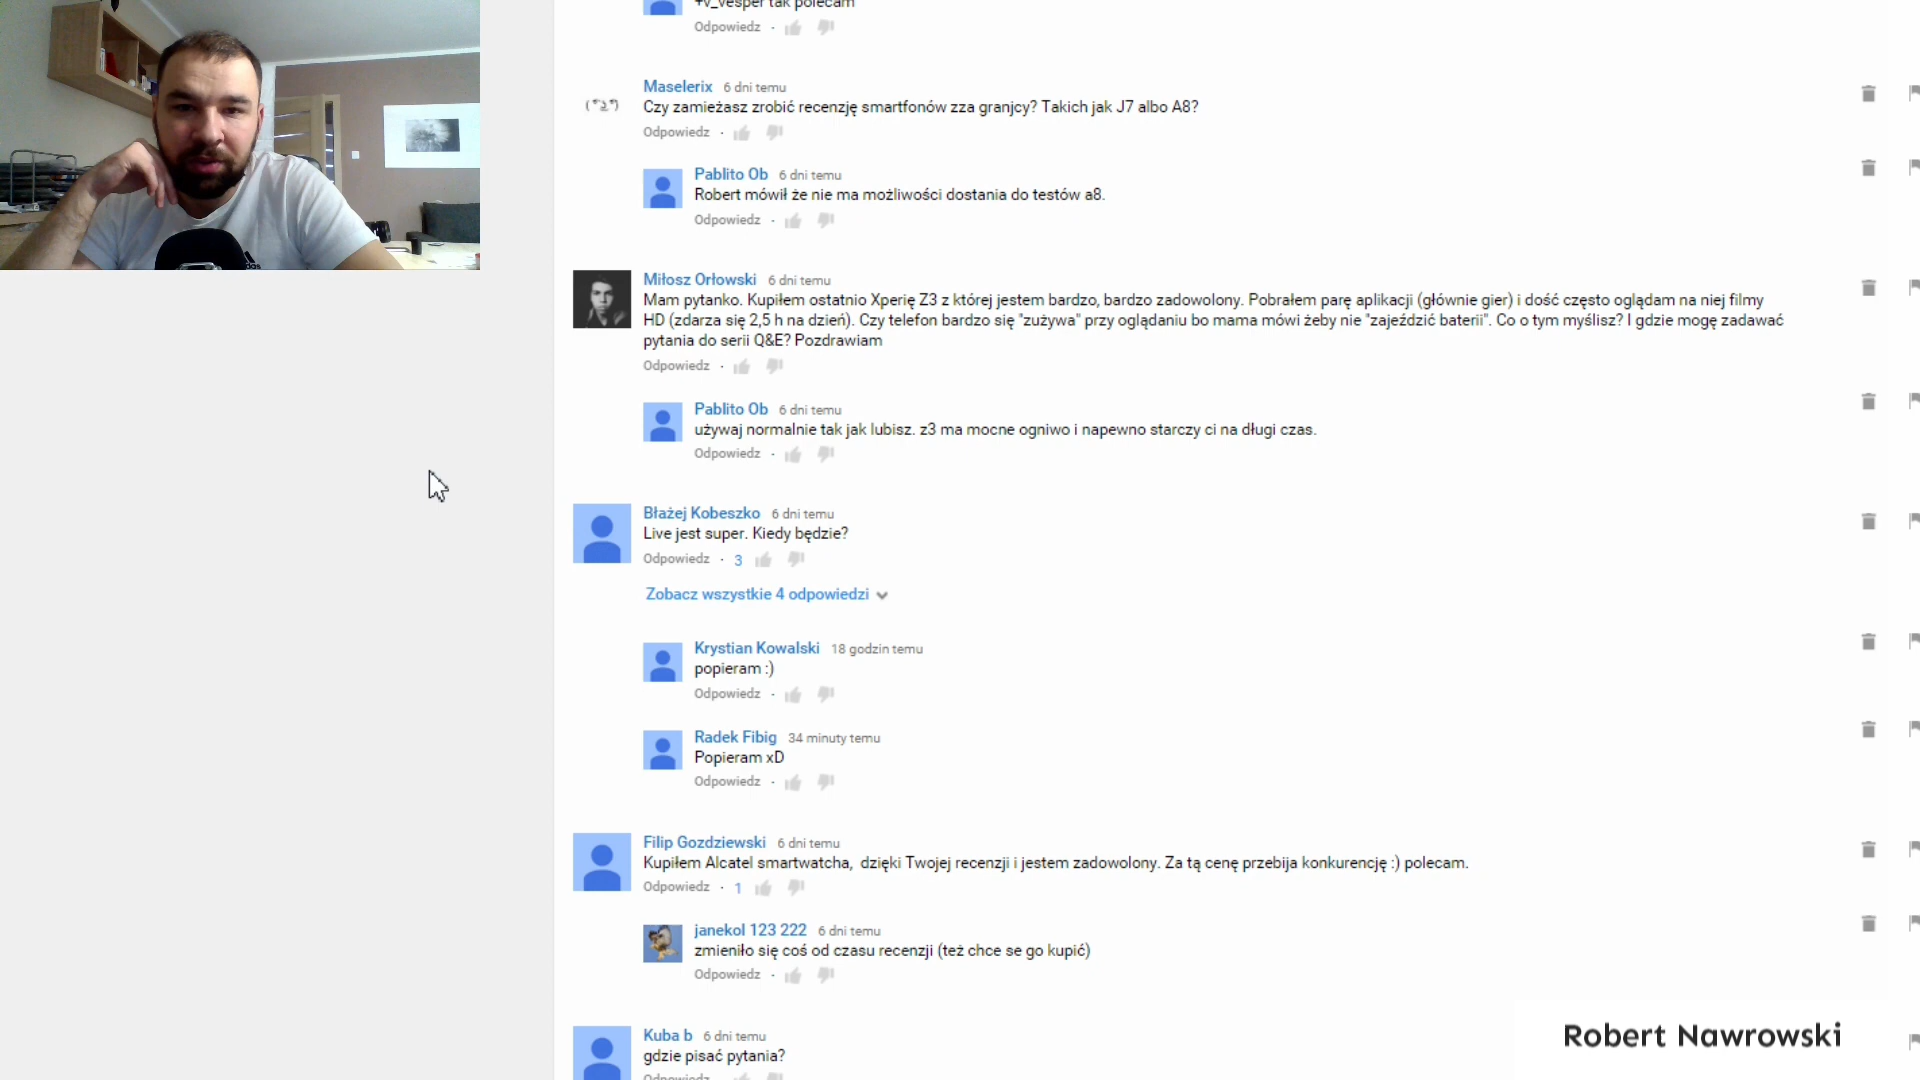 +v_vesper tak polecam
Odpowiedz ·
Maselerix 6 dni temu
( ͡° ͜ʖ ͡°)
Czy zamieżasz zrobić recenzję smartfonów zza granjcy? Takich jak J7 albo A8?
Odpowiedz ·
Pablito Ob 6 dni temu
Robert mówił że nie ma możliwości dostania do testów a8.
Odpowiedz ·
Miłosz Orłowski 6 dni temu
Mam pytanko. Kupiłem ostatnio Xperię Z3 z której jestem bardzo, bardzo zadowolony. Pobrałem parę aplikacji (głównie gier) i dość często oglądam na niej filmy
HD (zdarza się 2,5 h na dzień). Czy telefon bardzo się "zużywa" przy oglądaniu bo mama mówi żeby nie "zajeździć baterii". Co o tym myślisz? I gdzie mogę zadawać
pytania do serii Q&E? Pozdrawiam
Odpowiedz ·
Pablito Ob 6 dni temu
używaj normalnie tak jak lubisz. z3 ma mocne ogniwo i napewno starczy ci na długi czas.
Odpowiedz ·
Błażej Kobeszko 6 dni temu
Live jest super. Kiedy będzie?
Odpowiedz · 3
Zobacz wszystkie 4 odpowiedzi
Krystian Kowalski 18 godzin temu
popieram :)
Odpowiedz ·
Radek Fibig 34 minuty temu
Popieram xD
Odpowiedz ·
Filip Gozdziewski 6 dni temu
Kupiłem Alcatel smartwatcha, dzięki Twojej recenzji i jestem zadowolony. Za tą cenę przebija konkurencję :) polecam.
Odpowiedz · 1
janekol 123 222 6 dni temu
zmieniło się coś od czasu recenzji (też chce se go kupić)
Odpowiedz ·
Kuba b 6 dni temu
gdzie pisać pytania?
Odpowiedz ·
Robert Nawrowski